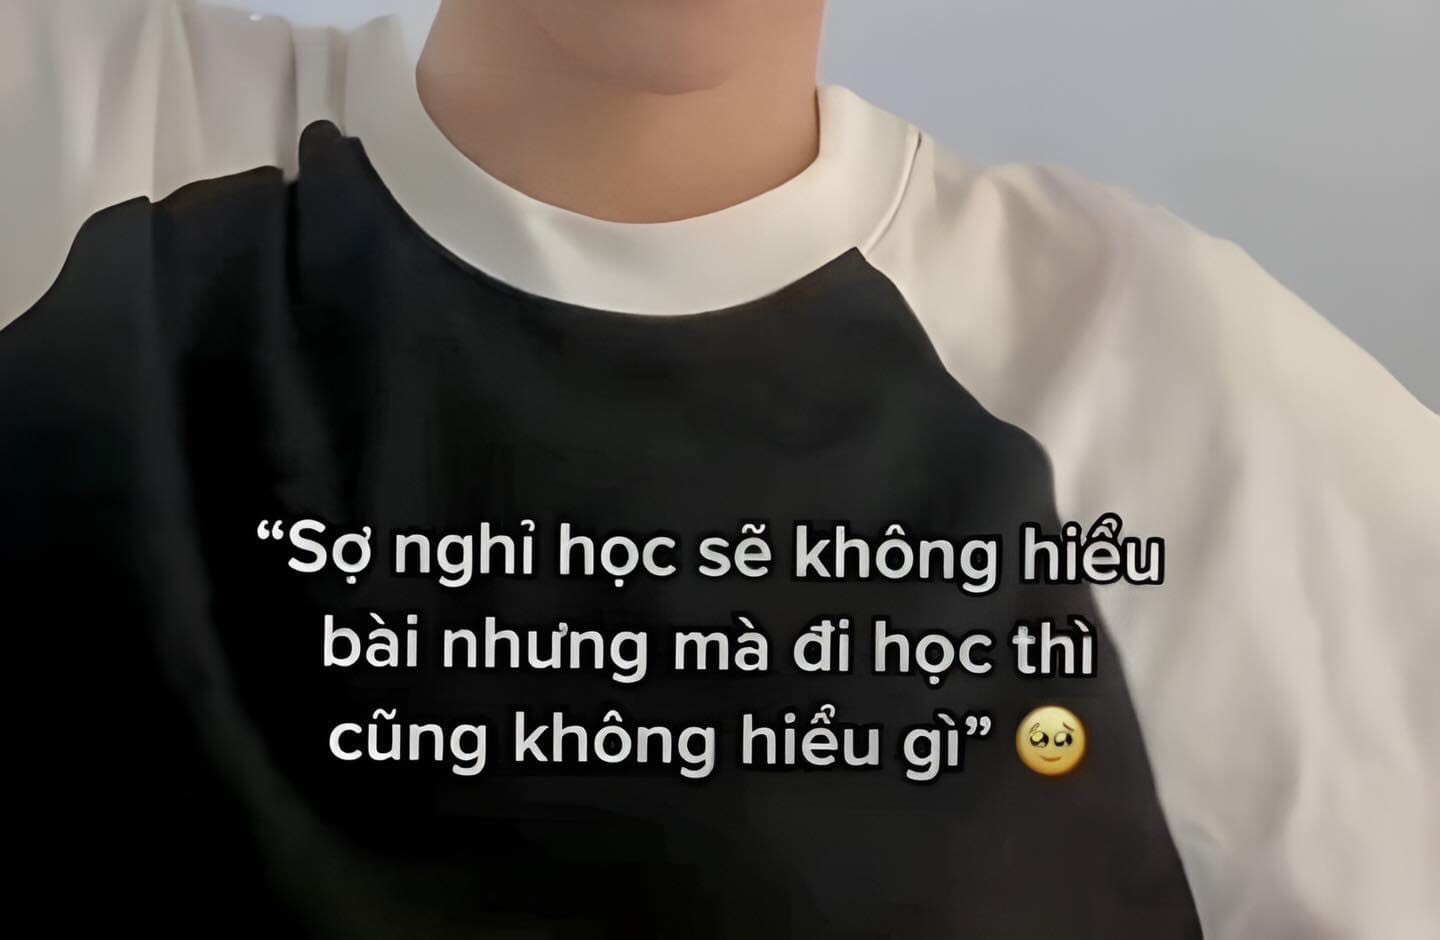 “Sợ nghỉ học sẽ không hiểu
bài nhưng mà đi học thì
cũng không hiểu gì” 🥹